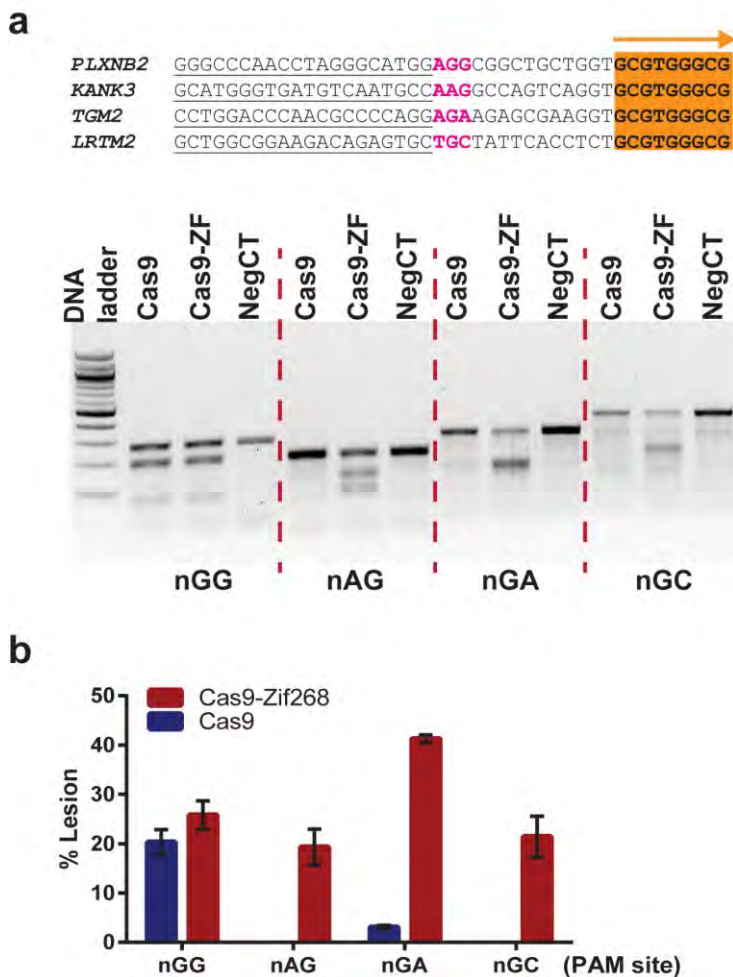 a
PLXNB2 GGGCCCAACCTAGGGCATGGAGGCGGCTGCTGGTGCGTGGGCG
KANK3 GCATGGGTGATGTCAATGCCAAGGCCAGTCAGGTGCGTGGGCG
TGM2 CCTGGACCCAACGCCCCAGGAGAAGAGCGAAGGTGCGTGGGCG
LRTM2 GCTGGCGGAAGACAGAGTGCTGCTATTCACCTCTGCGTGGGCG
DNA ladder Cas9 Cas9-ZF NegCT Cas9 Cas9-ZF NegCT Cas9 Cas9-ZF NegCT Cas9 Cas9-ZF NegCT
nGG nAG nGA nGC
b
Cas9-Zif268
Cas9
% Lesion
50
40
30
20
10
0
nGG nAG nGA nGC (PAM site)